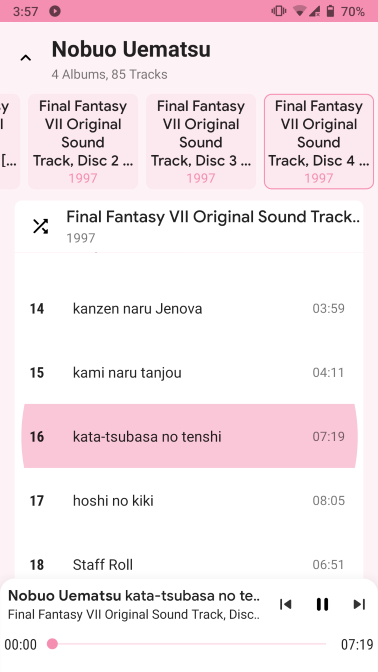 3:57
70%
Nobuo Uematsu
4 Albums, 85 Tracks
y
l
[...
Final Fantasy
VII Original
Sound
Track, Disc 2 ...
1997
Final Fantasy
VII Original
Sound
Track, Disc 3 ...
1997
Final Fantasy
VII Original
Sound
Track, Disc 4 ...
1997
Final Fantasy VII Original Sound Track..
1997
14 kanzen naru Jenova 03:59
15 kami naru tanjou 04:11
16 kata-tsubasa no tenshi 07:19
17 hoshi no kiki 08:05
18 Staff Roll 06:51
Nobuo Uematsu kata-tsubasa no te..
Final Fantasy VII Original Sound Track, Disc..
00:00 07:19